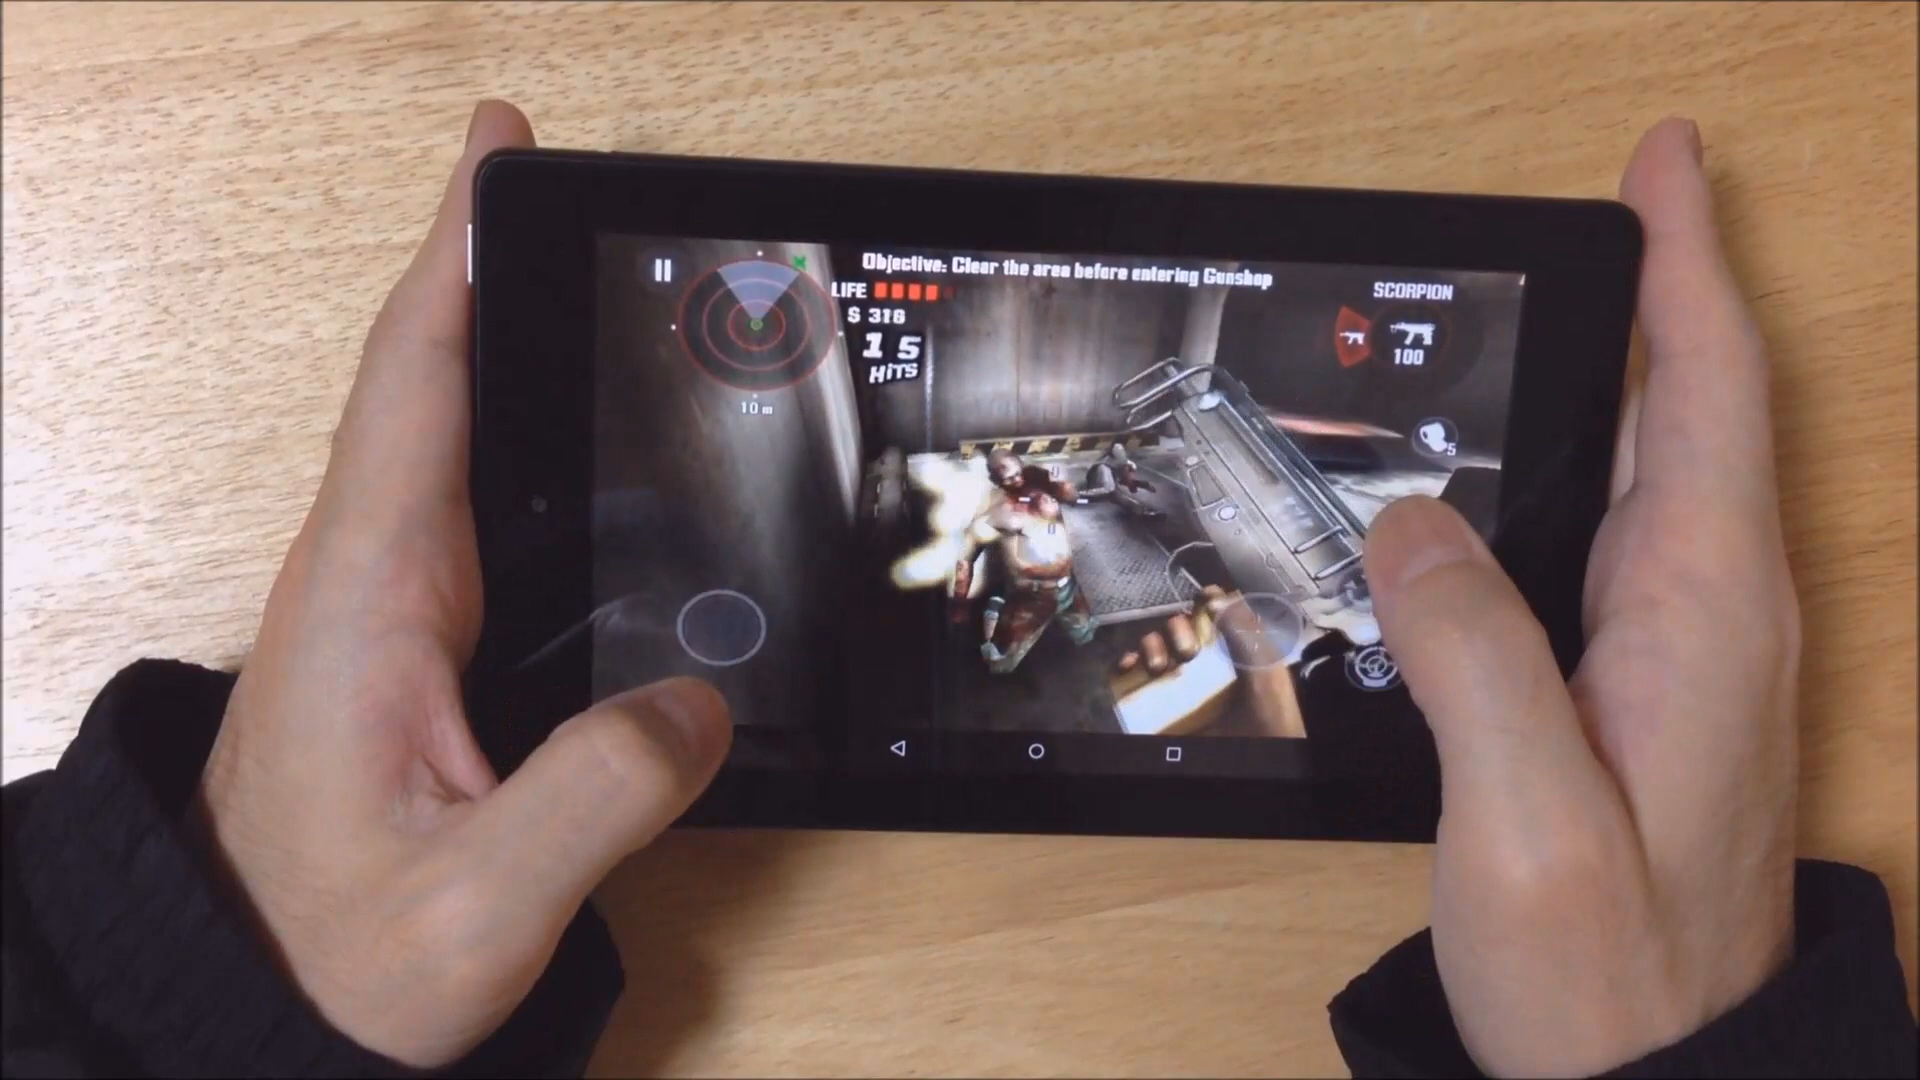 Objective: Clear the area before entering Gunshop
LIFE
$ 316
15
HITS
10 m
SCORPION
100
5